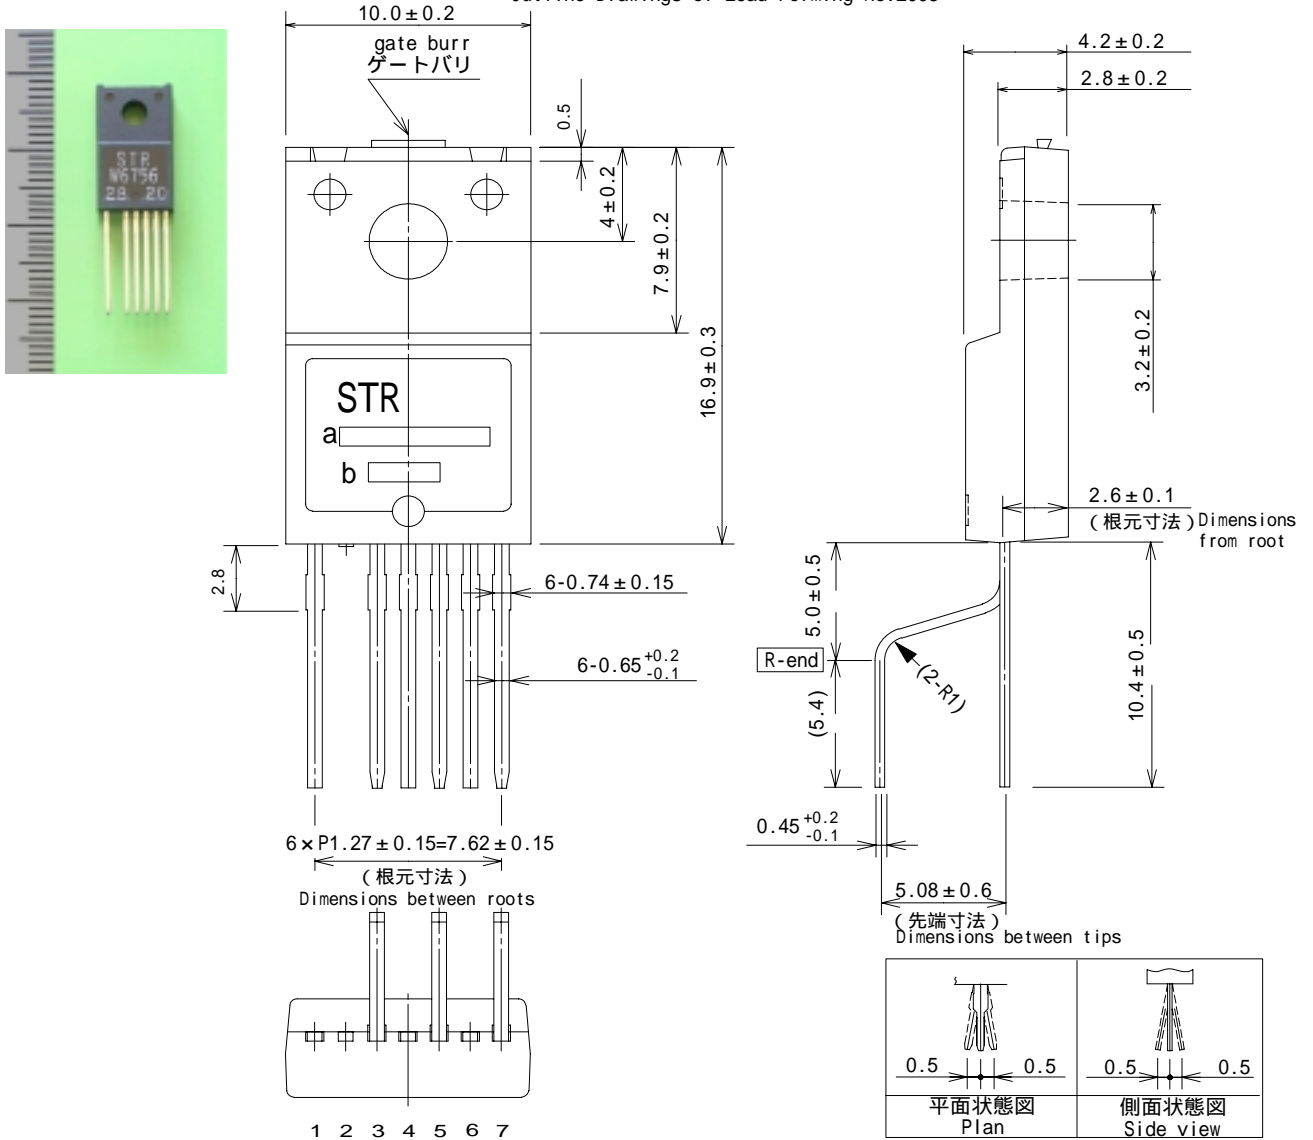 10.0±0.2
gate burr
ゲートバリ
0.5
4±0.2
7.9±0.2
16.9±0.3
4.2±0.2
2.8±0.2
3.2±0.2
STR
W6756
28 20
STR
a
b
2.6±0.1
(根元寸法) Dimensions
from root
2.8
6-0.74±0.15
6-0.65 +0.2 -0.1
5.0±0.5
R-end
(2-R1)
(5.4)
10.4±0.5
6×P1.27±0.15=7.62±0.15
(根元寸法)
Dimensions between roots
0.45 +0.2 -0.1
5.08±0.6
(先端寸法)
Dimensions between tips
0.5 0.5
平面状態図
Plan
0.5 0.5
側面状態図
Side view
1 2 3 4 5 6 7